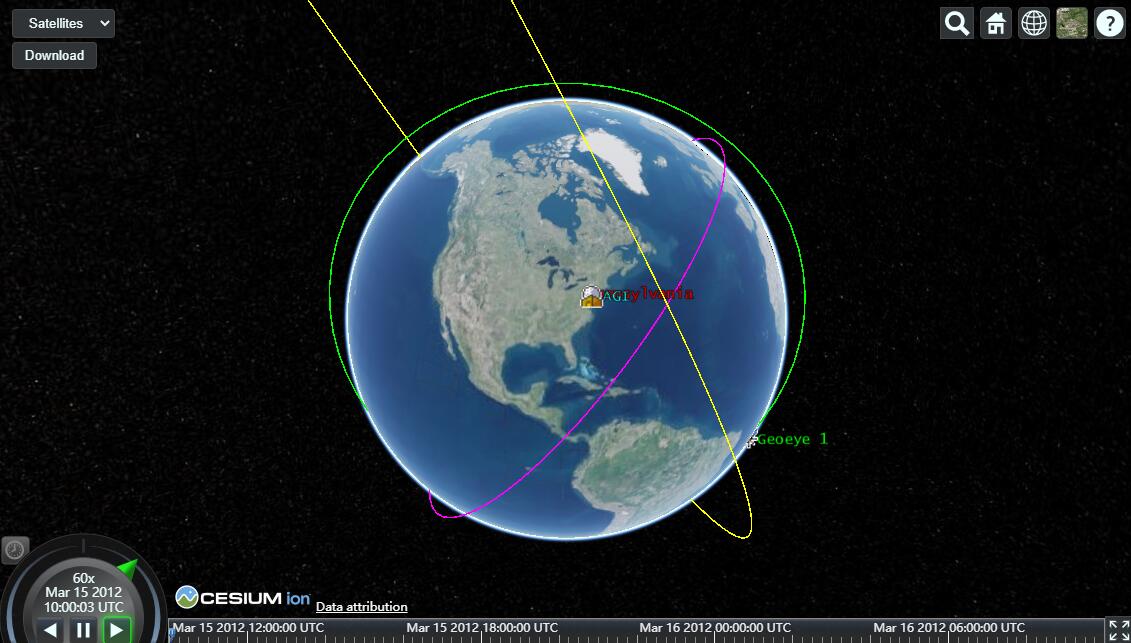 Satellites
Download
?
AGI
sylvania
Geoeye 1
60x
Mar 15 2012
10:00:03 UTC
CESIUM ion
Data attribution
Mar 15 2012 12:00:00 UTC
Mar 15 2012 18:00:00 UTC
Mar 16 2012 00:00:00 UTC
Mar 16 2012 06:00:00 UTC